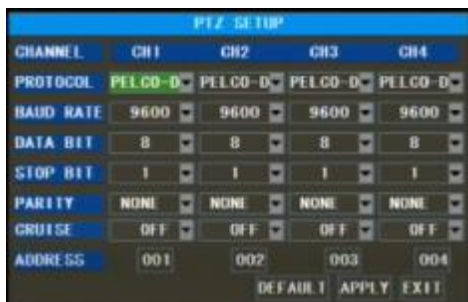 PTZ SETUP
CHANNEL CH1 CH2 CH3 CH4
PROTOCOL PELCO-D PELCO-D PELCO-D PELCO-D
BAUD RATE 9600 9600 9600 9600
DATA BIT 8 8 8 8
STOP BIT 1 1 1 1
PARITY NONE NONE NONE NONE
CRUISE OFF OFF OFF OFF
ADDRESS 001 002 003 004
DEFAULT APPLY EXIT